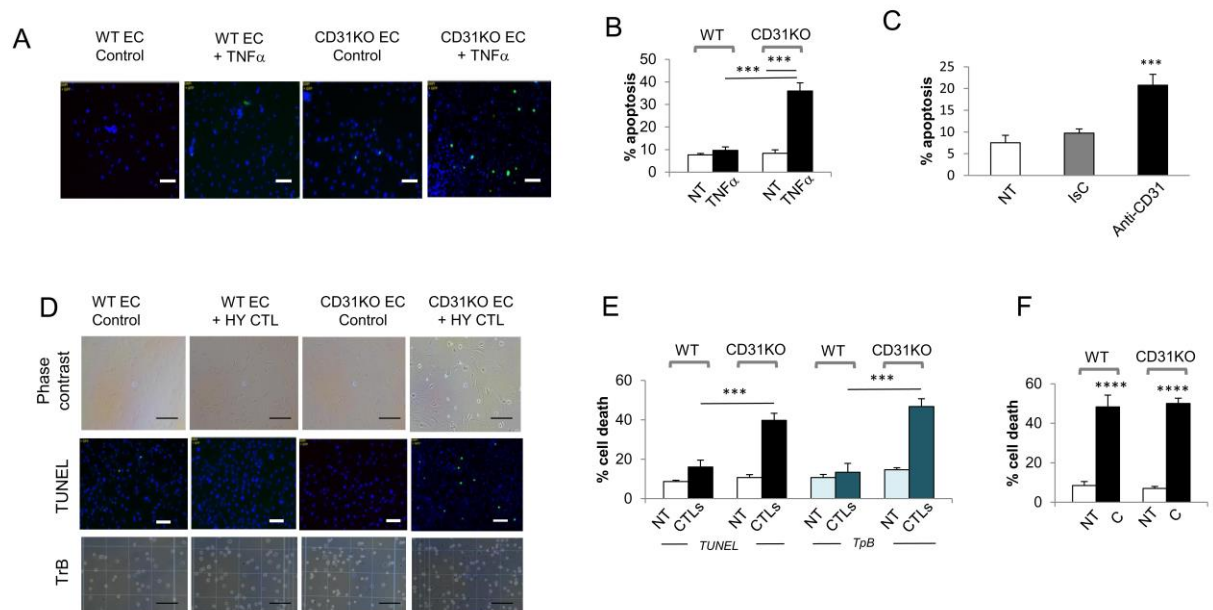 A
WT EC
Control
WT EC
+ TNFα
CD31KO EC
Control
CD31KO EC
+ TNFα
B
WT
CD31KO
% apoptosis
50
40
30
20
10
0
***
***
NT
TNFα
NT
TNFα
C
% apoptosis
25
20
15
10
5
0
***
NT
IsC
Anti-CD31
D
WT EC
Control
WT EC
+ HY CTL
CD31KO EC
Control
CD31KO EC
+ HY CTL
Phase
contrast
TUNEL
TrB
E
WT
CD31KO
WT
CD31KO
% cell death
60
40
20
0
***
***
NT
CTLs
NT
CTLs
NT
CTLs
NT
CTLs
TUNEL
TpB
F
WT
CD31KO
% cell death
60
40
20
0
****
****
NT
C
NT
C